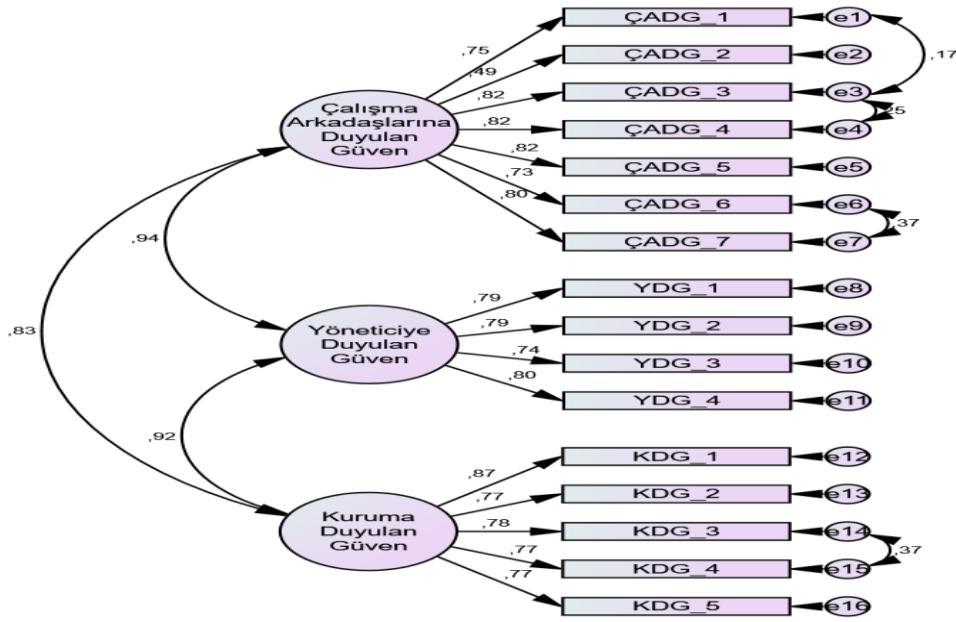 ÇADG_1
e1
,75
ÇADG_2
e2
,49
,17
ÇADG_3
e3
,82
Çalışma
Arkadaşlarına
Duyulan
Güven
,25
ÇADG_4
e4
,82
ÇADG_5
e5
,82
ÇADG_6
e6
,73
,37
ÇADG_7
e7
,80
,94
YDG_1
e8
,79
YDG_2
e9
,79
,83
Yöneticiye
Duyulan
Güven
YDG_3
e10
,74
YDG_4
e11
,80
,92
KDG_1
e12
,87
KDG_2
e13
,77
Kuruma
Duyulan
Güven
KDG_3
e14
,78
,37
KDG_4
e15
,77
KDG_5
e16
,77